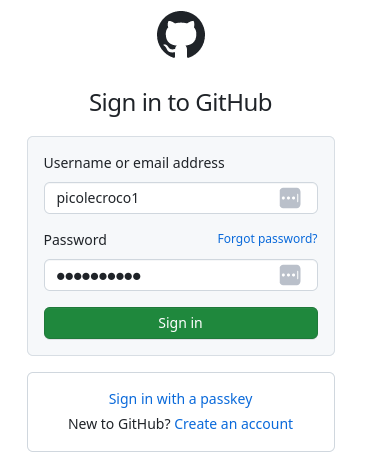 Sign in to GitHub
Username or email address
picolecroco1
Password Forgot password?
●●●●●●●●●●
Sign in
Sign in with a passkey
New to GitHub? Create an account